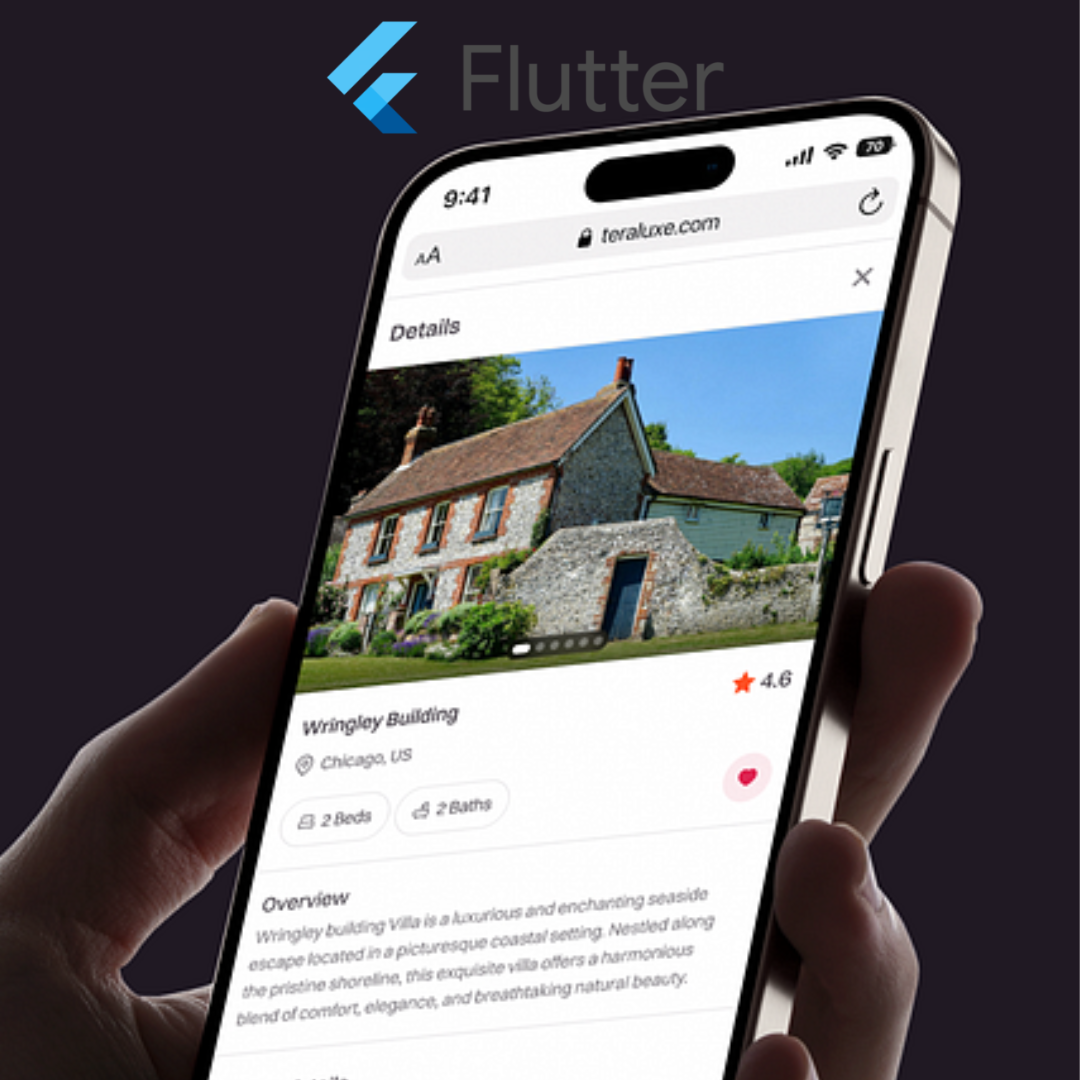 Flutter
9:41
70
AA
teraluxe.com
Details
4.6
Wringley Building
Chicago, US
2 Beds
2 Baths
Overview
Wringley building Villa is a luxurious and enchanting seaside
escape located in a picturesque coastal setting. Nestled along
the pristine shoreline, this exquisite villa offers a harmonious
blend of comfort, elegance, and breathtaking natural beauty.